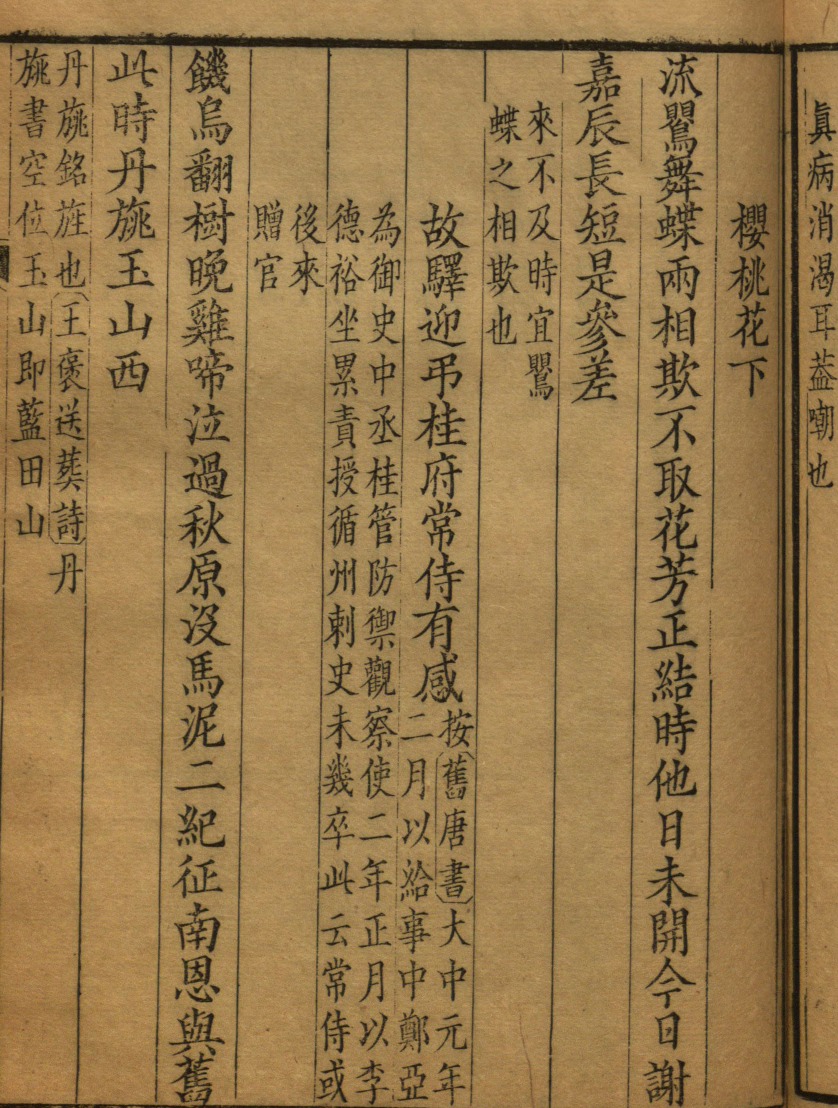 真病消渴耳葢嘲也
櫻桃花下
流鸎舞蝶兩相欺不取花芳正結時他日未開今日謝
嘉辰長短是參差
來不及時宜鸎
蝶之相欺也
故驛迎弔桂府常侍有感
按舊唐書大中元年
二月以給事中鄭亞
為御史中丞桂管防禦觀察使二年正月以李
德裕坐累責授循州刺史未幾卒此云常侍或
後來
贈官
饑烏翻樹晚雞啼泣過秋原沒馬泥二紀征南恩與舊
此時丹旐玉山西
丹旐銘旌也王褒送葬詩丹
旐書空位玉山即藍田山